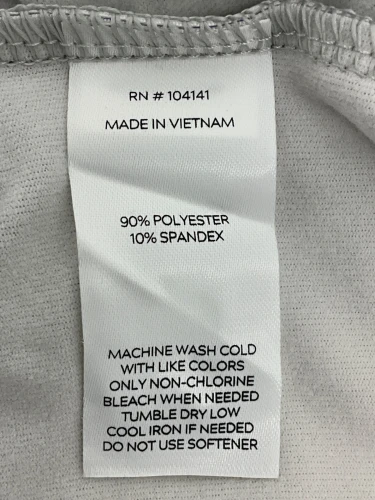 RN # 104141
MADE IN VIETNAM
90% POLYESTER
10% SPANDEX
MACHINE WASH COLD
WITH LIKE COLORS
ONLY NON-CHLORINE
BLEACH WHEN NEEDED
TUMBLE DRY LOW
COOL IRON IF NEEDED
DO NOT USE SOFTENER